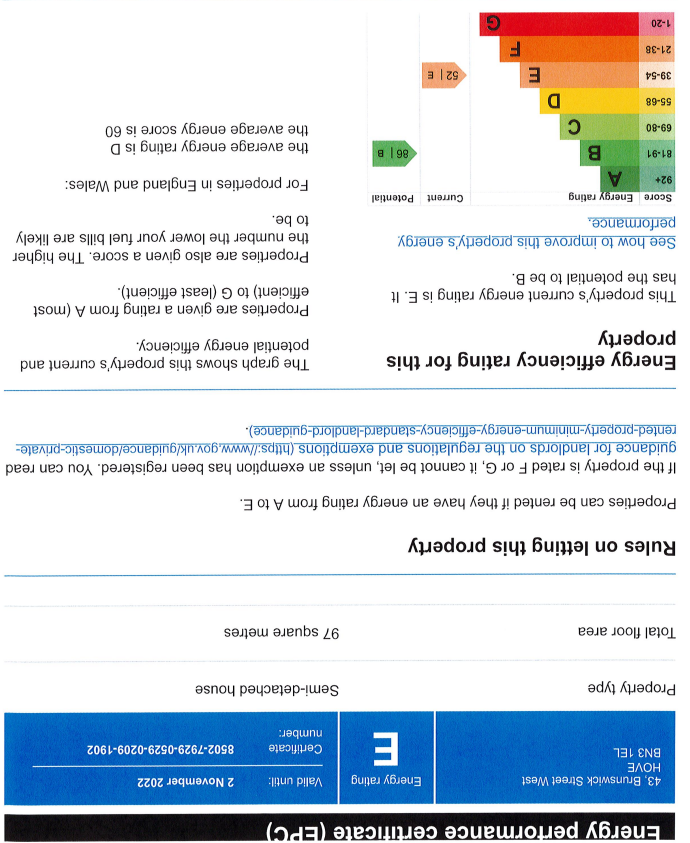 Energy performance certificate (EPC)
43, Brunswick Street West
HOVE
BN3 1EL
Energy rating
E
Valid until:
2 November 2022
Certificate
number:
8502-7929-0529-0209-1902
Property type
Semi-detached house
Total floor area
97 square metres
Rules on letting this property
Properties can be rented if they have an energy rating from A to E.
If the property is rated F or G, it cannot be let, unless an exemption has been registered. You can read
guidance for landlords on the regulations and exemptions (https://www.gov.uk/guidance/domestic-private-
rented-property-minimum-energy-efficiency-standard-landlord-guidance).
Energy efficiency rating for this
property
This property's current energy rating is E. It
has the potential to be B.
See how to improve this property's energy
performance.
Score Energy rating Current Potential
92+ A
81-91 B 86 | B
69-80 C
55-68 D
39-54 E 52 | E
21-38 F
1-20 G
The graph shows this property's current and
potential energy efficiency.
Properties are given a rating from A (most
efficient) to G (least efficient).
Properties are also given a score. The higher
the number the lower your fuel bills are likely
to be.
For properties in England and Wales:
the average energy rating is D
the average energy score is 60